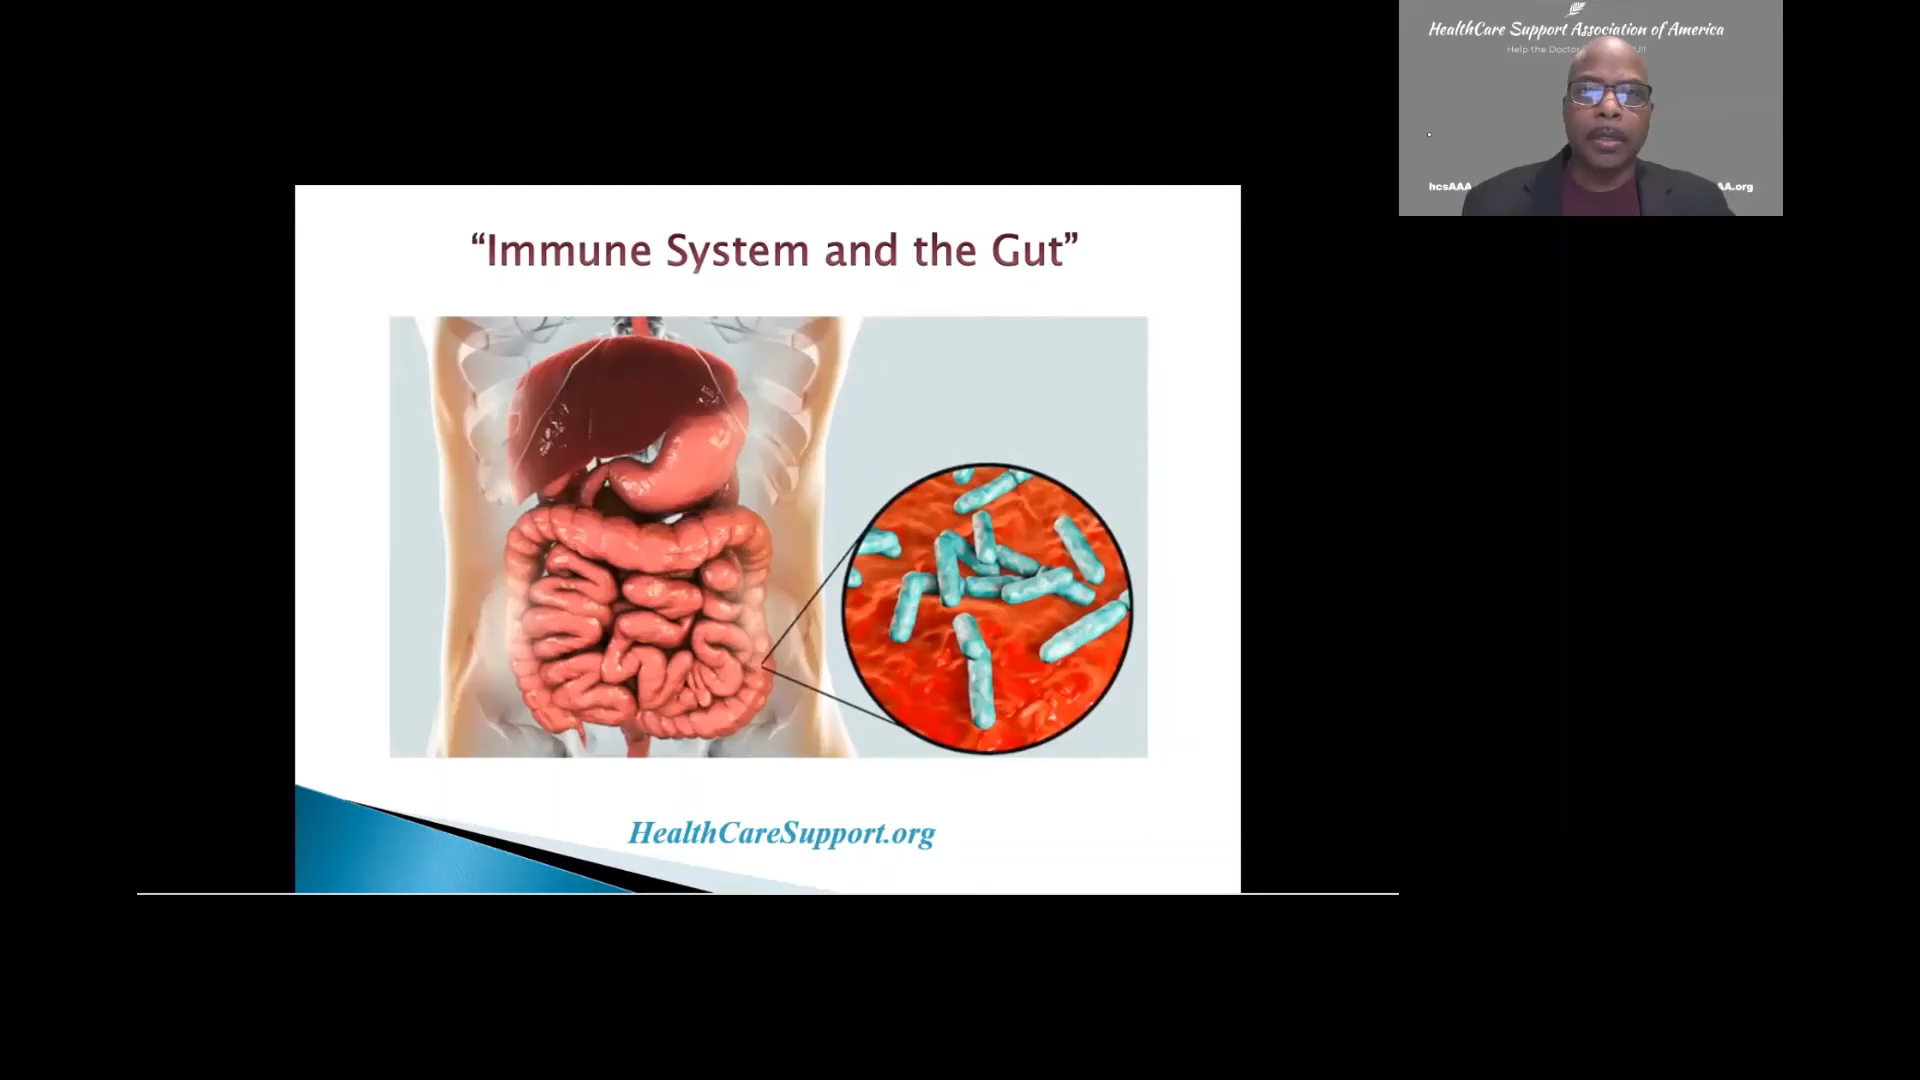 HealthCare Support Association of America
Help the Doctor
hcsAAA
AA.org
“Immune System and the Gut”
HealthCareSupport.org